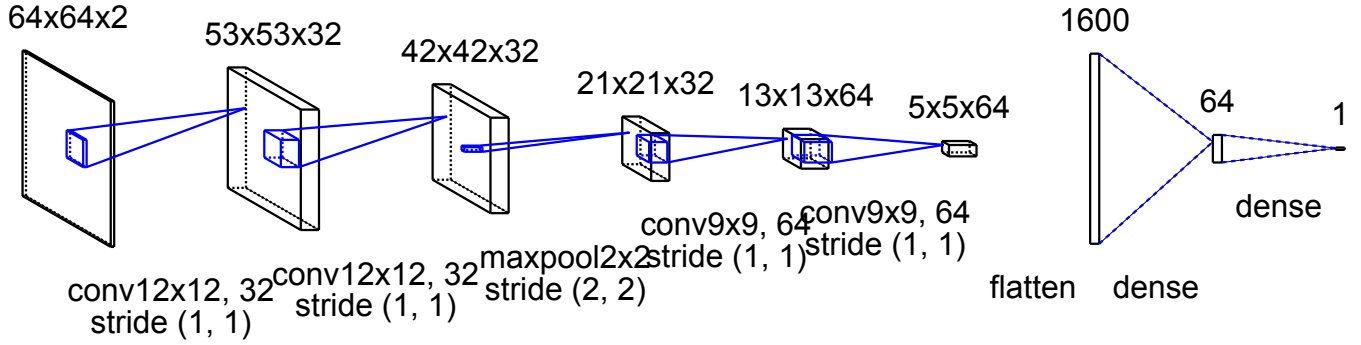 64x64x2
53x53x32
42x42x32
21x21x32
13x13x64
5x5x64
1600
64
1
conv12x12, 32
stride (1, 1)
conv12x12, 32
stride (1, 1)
maxpool2x2
stride (2, 2)
conv9x9, 64
stride (1, 1)
conv9x9, 64
stride (1, 1)
flatten
dense
dense